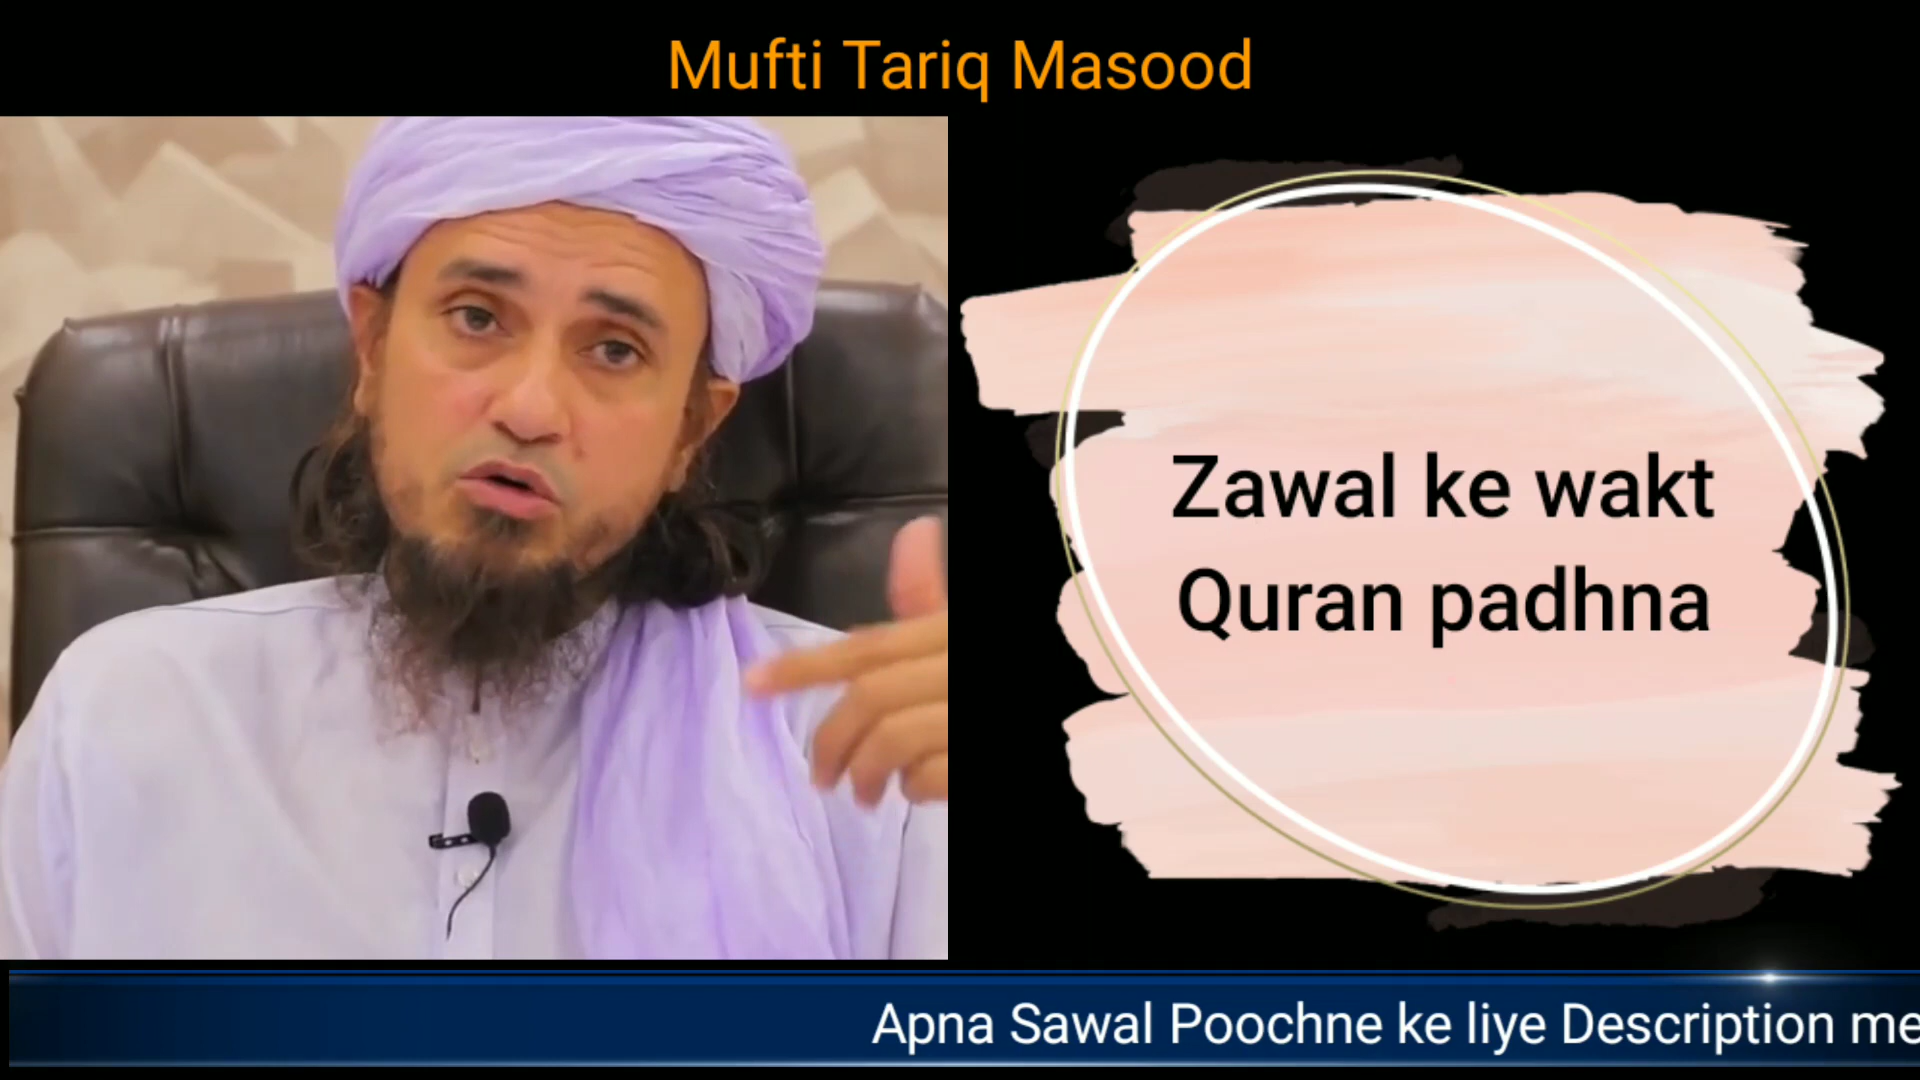 Mufti Tariq Masood
Zawal ke wakt
Quran padhna
Apna Sawal Poochne ke liye Description me